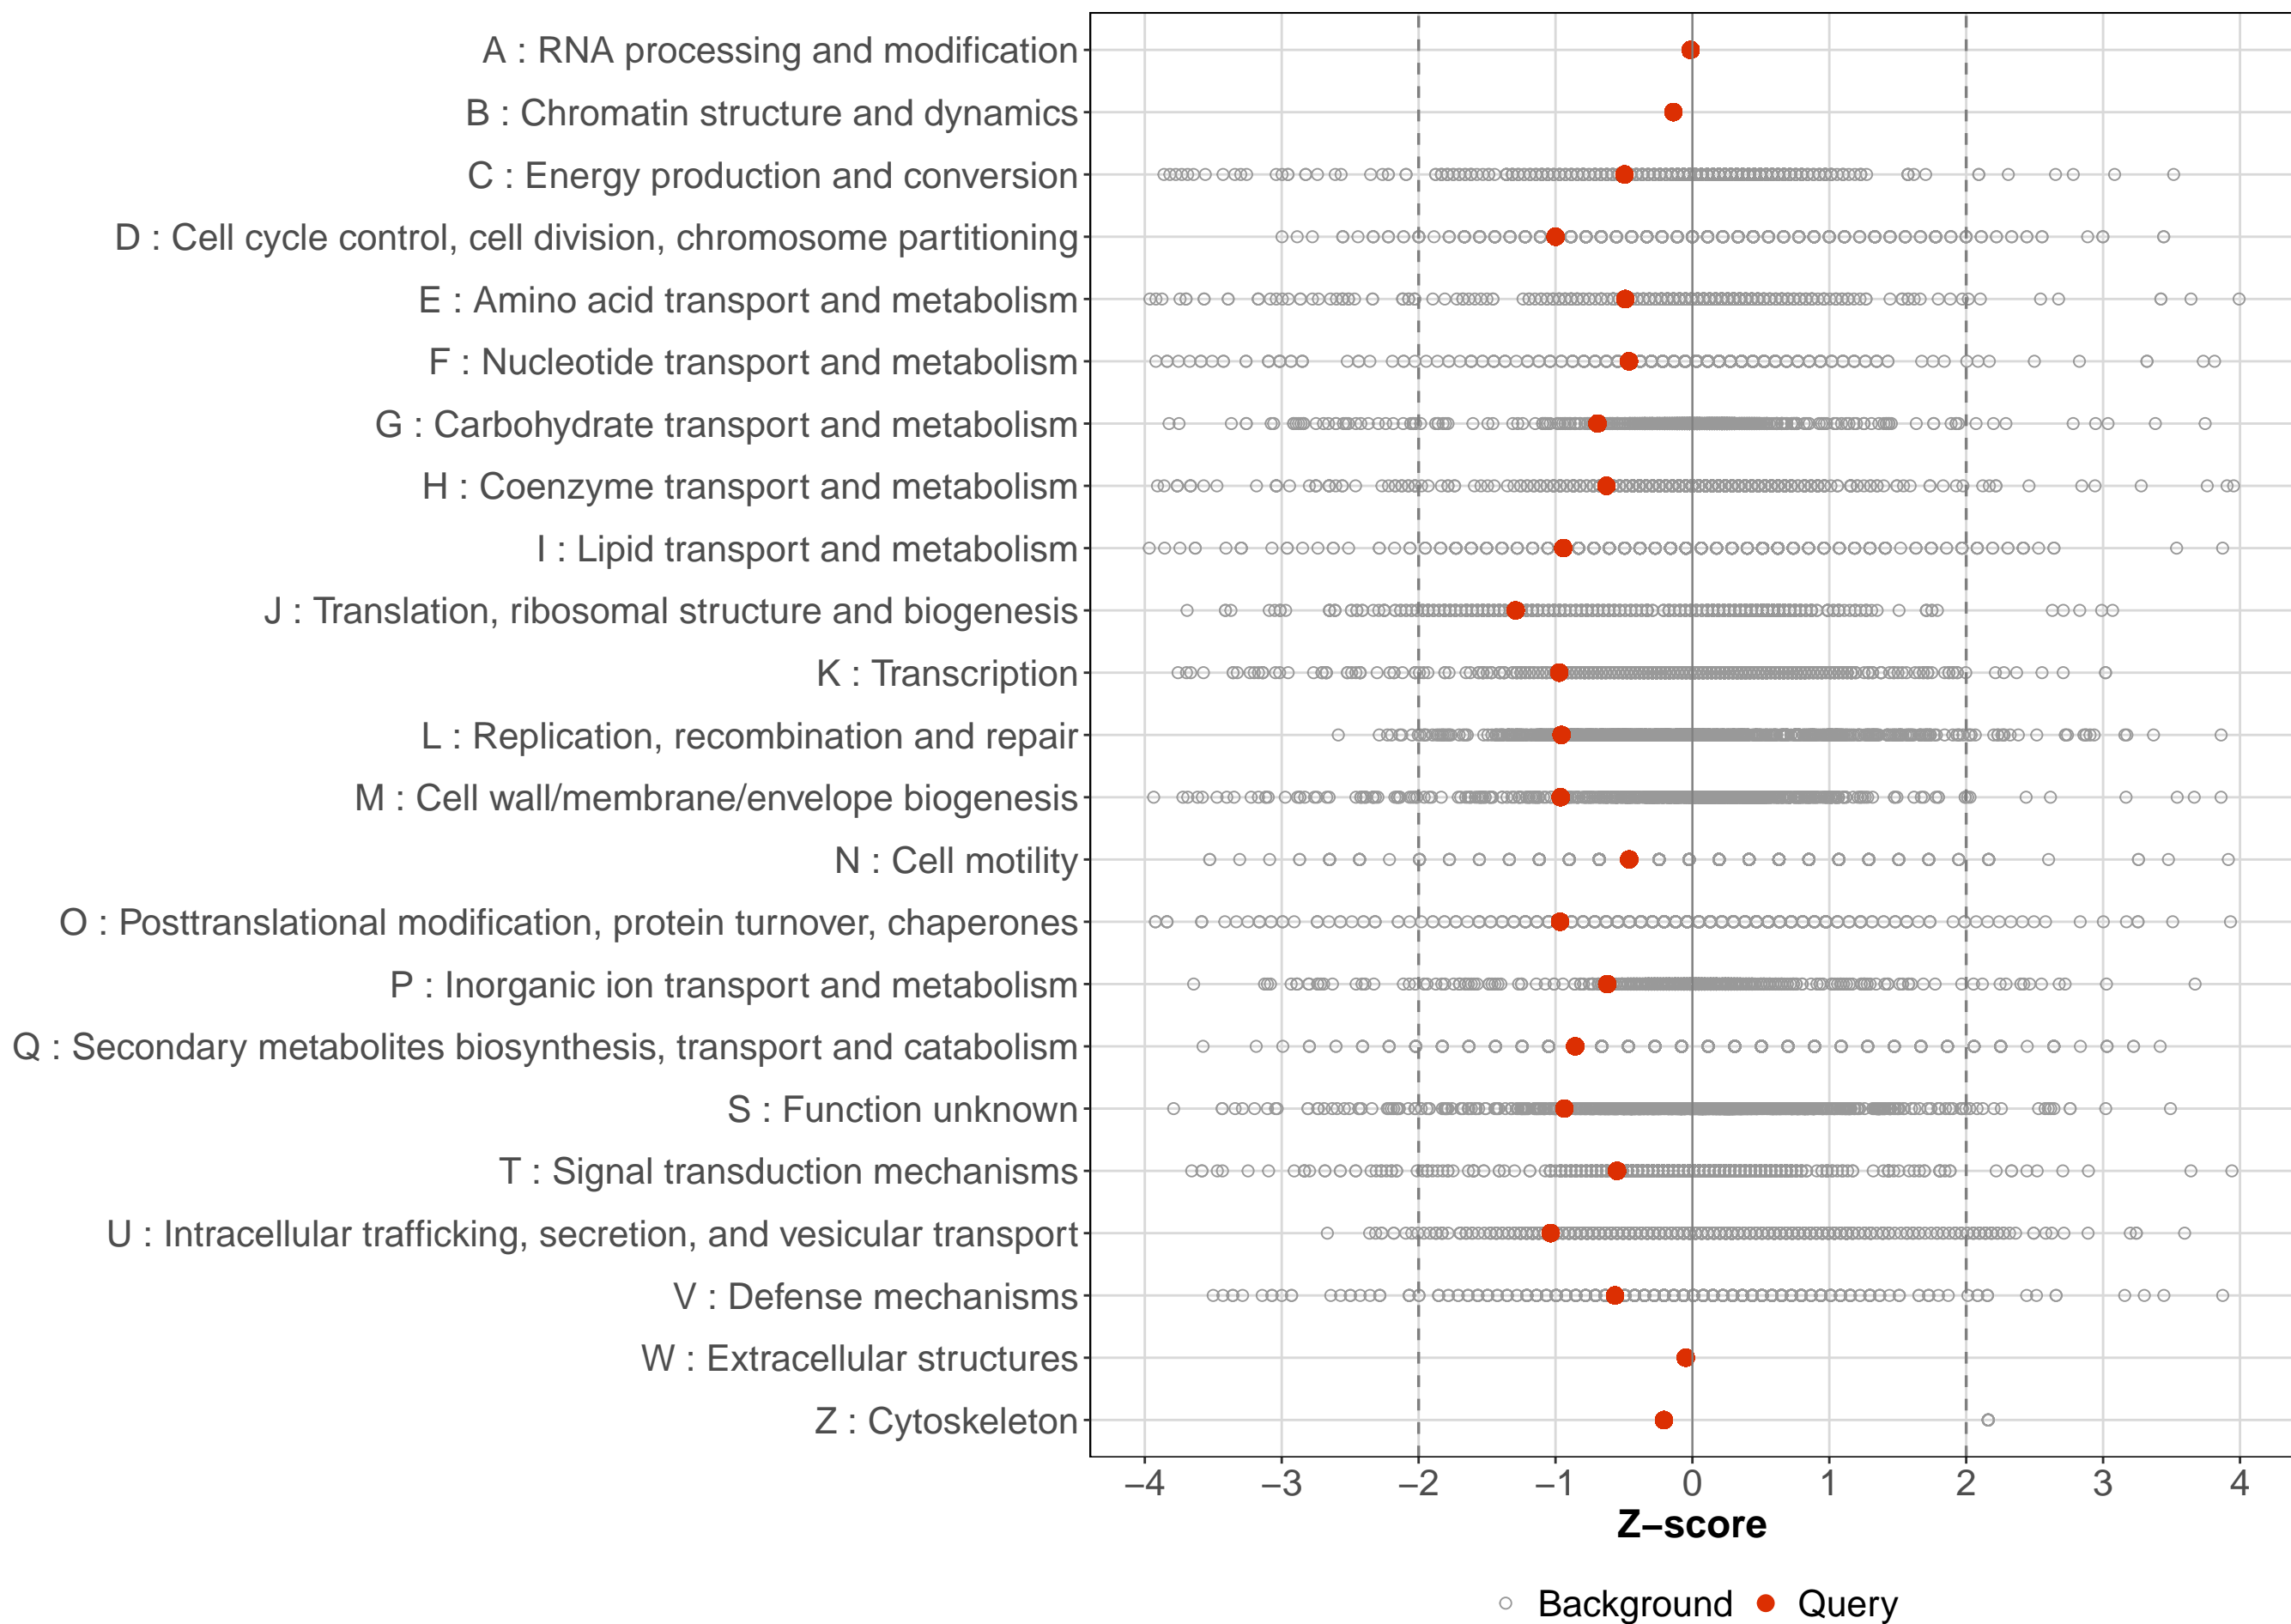 A : RNA processing and modification
B : Chromatin structure and dynamics
C : Energy production and conversion
D : Cell cycle control, cell division, chromosome partitioning
E : Amino acid transport and metabolism
F : Nucleotide transport and metabolism
G : Carbohydrate transport and metabolism
H : Coenzyme transport and metabolism
I : Lipid transport and metabolism
J : Translation, ribosomal structure and biogenesis
K : Transcription
L : Replication, recombination and repair
M : Cell wall/membrane/envelope biogenesis
N : Cell motility
O : Posttranslational modification, protein turnover, chaperones
P : Inorganic ion transport and metabolism
Q : Secondary metabolites biosynthesis, transport and catabolism
S : Function unknown
T : Signal transduction mechanisms
U : Intracellular trafficking, secretion, and vesicular transport
V : Defense mechanisms
W : Extracellular structures
Z : Cytoskeleton
−4 −3 −2 −1 0 1 2 3 4
Z−score
Background Query